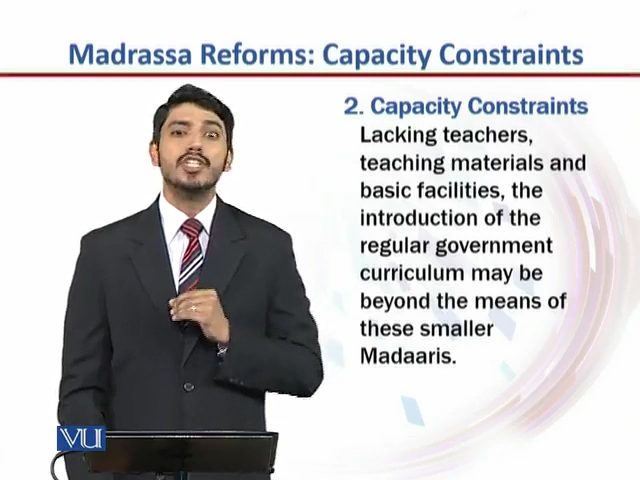 Madrassa Reforms: Capacity Constraints
2. Capacity Constraints
Lacking teachers,
teaching materials and
basic facilities, the
introduction of the
regular government
curriculum may be
beyond the means of
these smaller
Madaaris.
VU